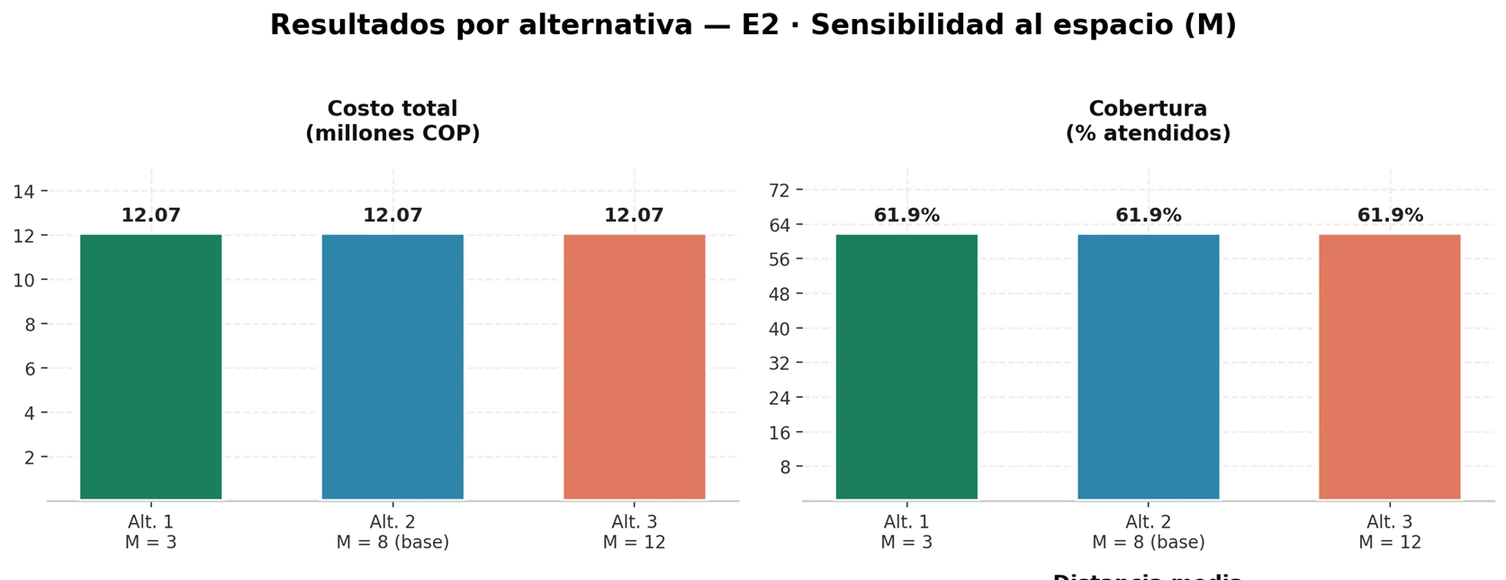 Resultados por alternativa — E2 · Sensibilidad al espacio (M)
Costo total
(millones COP)
14
12
10
8
6
4
2
12.07
12.07
12.07
Alt. 1
M = 3
Alt. 2
M = 8 (base)
Alt. 3
M = 12
Cobertura
(% atendidos)
72
64
56
48
40
32
24
16
8
61.9%
61.9%
61.9%
Alt. 1
M = 3
Alt. 2
M = 8 (base)
Alt. 3
M = 12
Distancia media